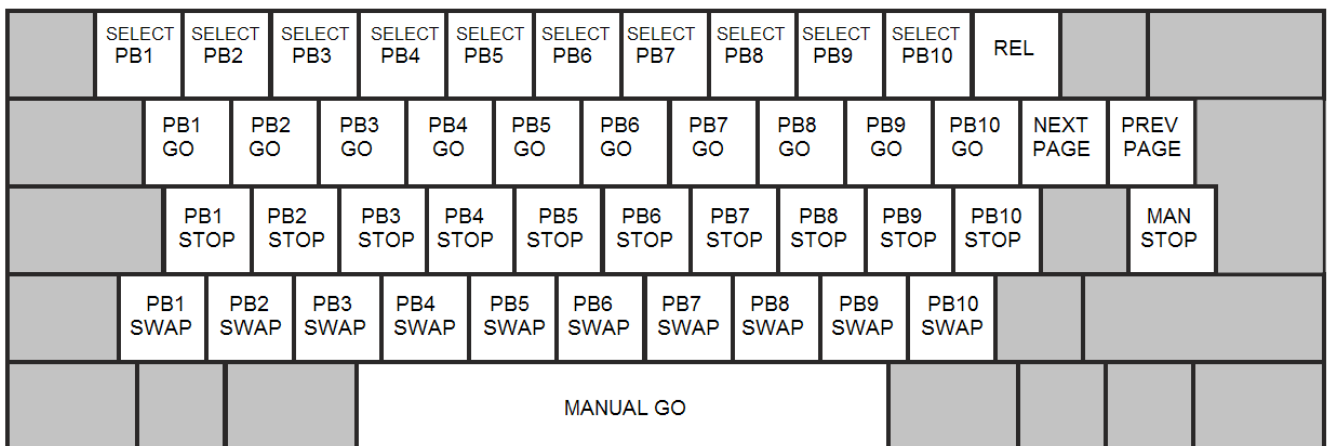 SELECT SELECT SELECT SELECT SELECT SELECT SELECT SELECT SELECT SELECT REL
PB1 PB2 PB3 PB4 PB5 PB6 PB7 PB8 PB9 PB10
PB1 PB2 PB3 PB4 PB5 PB6 PB7 PB8 PB9 PB10 NEXT PREV
GO GO GO GO GO GO GO GO GO GO PAGE PAGE
PB1 PB2 PB3 PB4 PB5 PB6 PB7 PB8 PB9 PB10 MAN
STOP STOP STOP STOP STOP STOP STOP STOP STOP STOP STOP
PB1 PB2 PB3 PB4 PB5 PB6 PB7 PB8 PB9 PB10
SWAP SWAP SWAP SWAP SWAP SWAP SWAP SWAP SWAP SWAP
MANUAL GO